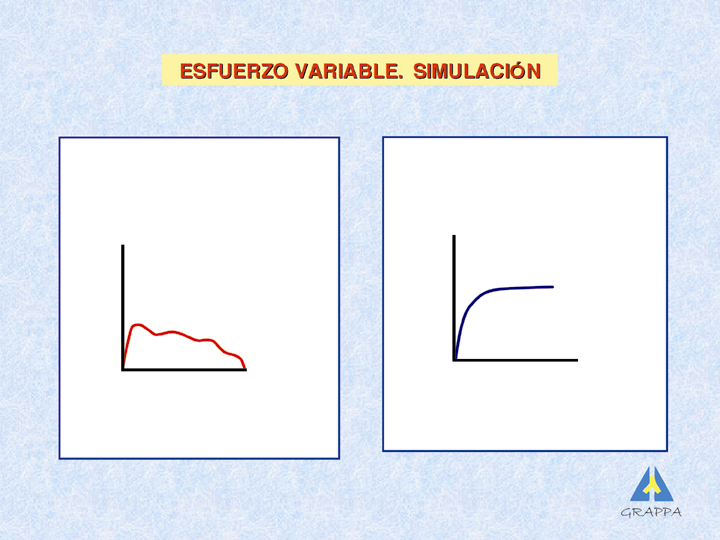 ESFUERZO VARIABLE. SIMULACIÓN
GRAPPA